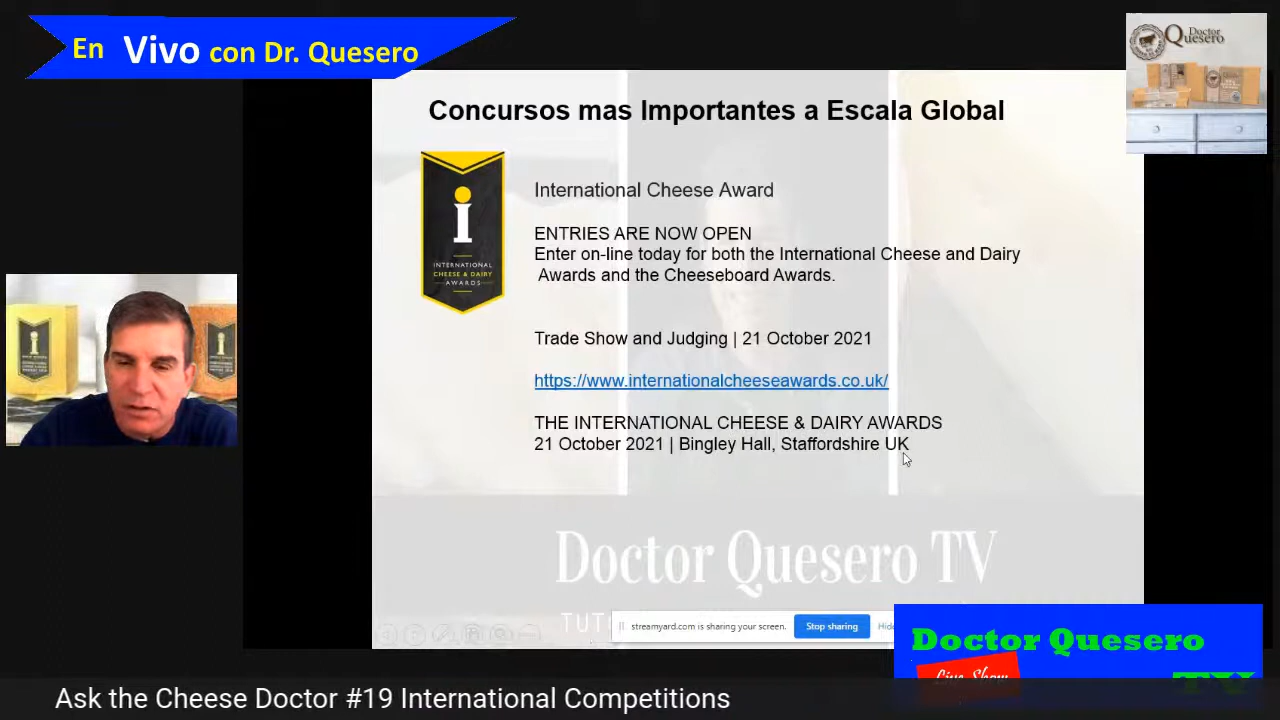 En Vivo con Dr. Quesero
Doctor
Quesero
Concursos mas Importantes a Escala Global
International Cheese Award
ENTRIES ARE NOW OPEN
Enter on-line today for both the International Cheese and Dairy
Awards and the Cheeseboard Awards.
INTERNATIONAL
CHEESE & DAIRY
AWARDS
Trade Show and Judging | 21 October 2021
https://www.internationalcheeseawards.co.uk/
THE INTERNATIONAL CHEESE & DAIRY AWARDS
21 October 2021 | Bingley Hall, Staffordshire UK
Doctor Quesero TV
streamyard.com is sharing your screen.
Stop sharing
Hide
Doctor Quesero
Live Show
TV
Ask the Cheese Doctor #19 International Competitions